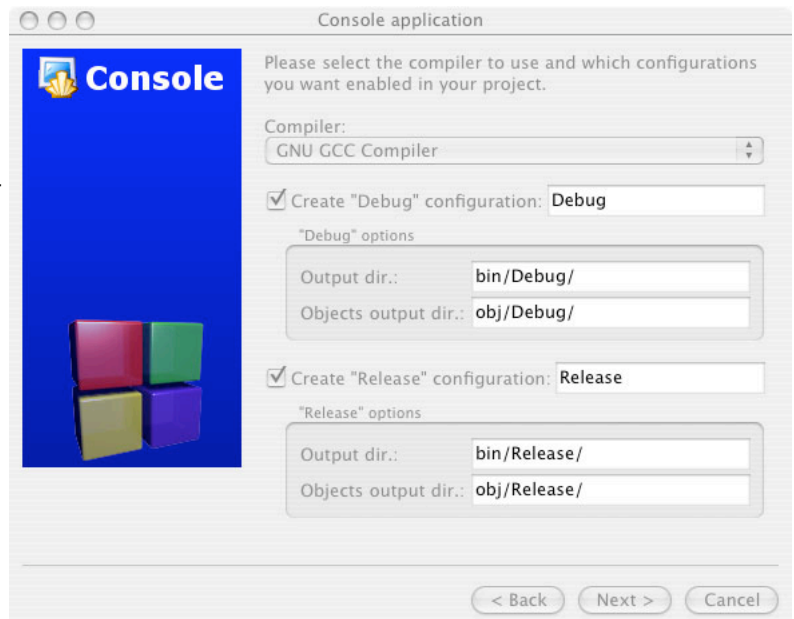 Console application
Console
Please select the compiler to use and which configurations
you want enabled in your project.
Compiler:
GNU GCC Compiler
Create "Debug" configuration: Debug
"Debug" options
Output dir.: bin/Debug/
Objects output dir.: obj/Debug/
Create "Release" configuration: Release
"Release" options
Output dir.: bin/Release/
Objects output dir.: obj/Release/
< Back Next > Cancel